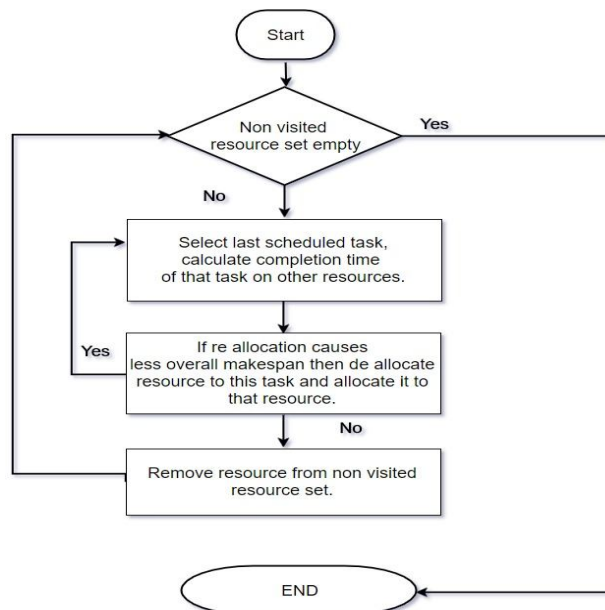 Start
Non visited
resource set empty
Yes
No
Select last scheduled task,
calculate completion time
of that task on other resources.
If re allocation causes
less overall makespan then de allocate
resource to this task and allocate it to
that resource.
Yes
No
Remove resource from non visited
resource set.
END